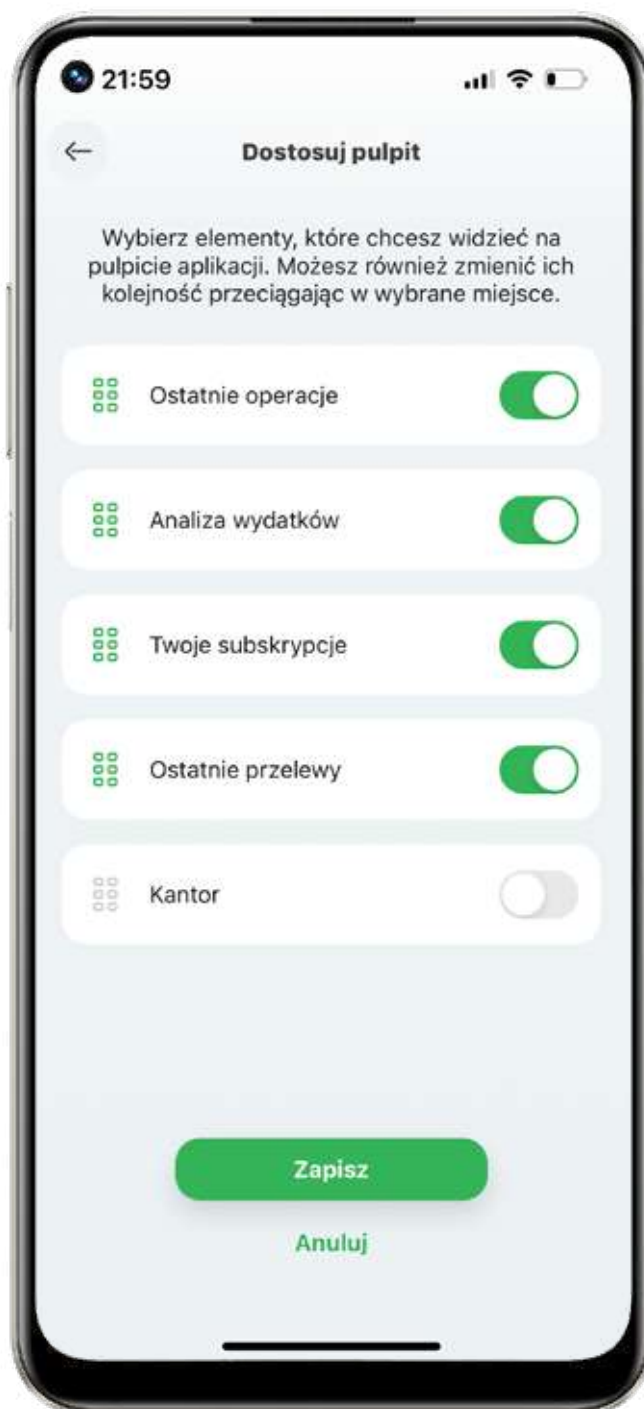 21:59
Dostosuj pulpit
Wybierz elementy, które chcesz widzieć na
pulpicie aplikacji. Możesz również zmienić ich
kolejność przeciągając w wybrane miejsce.
Ostatnie operacje
Analiza wydatków
Twoje subskrypcje
Ostatnie przelewy
Kantor
Zapisz
Anuluj